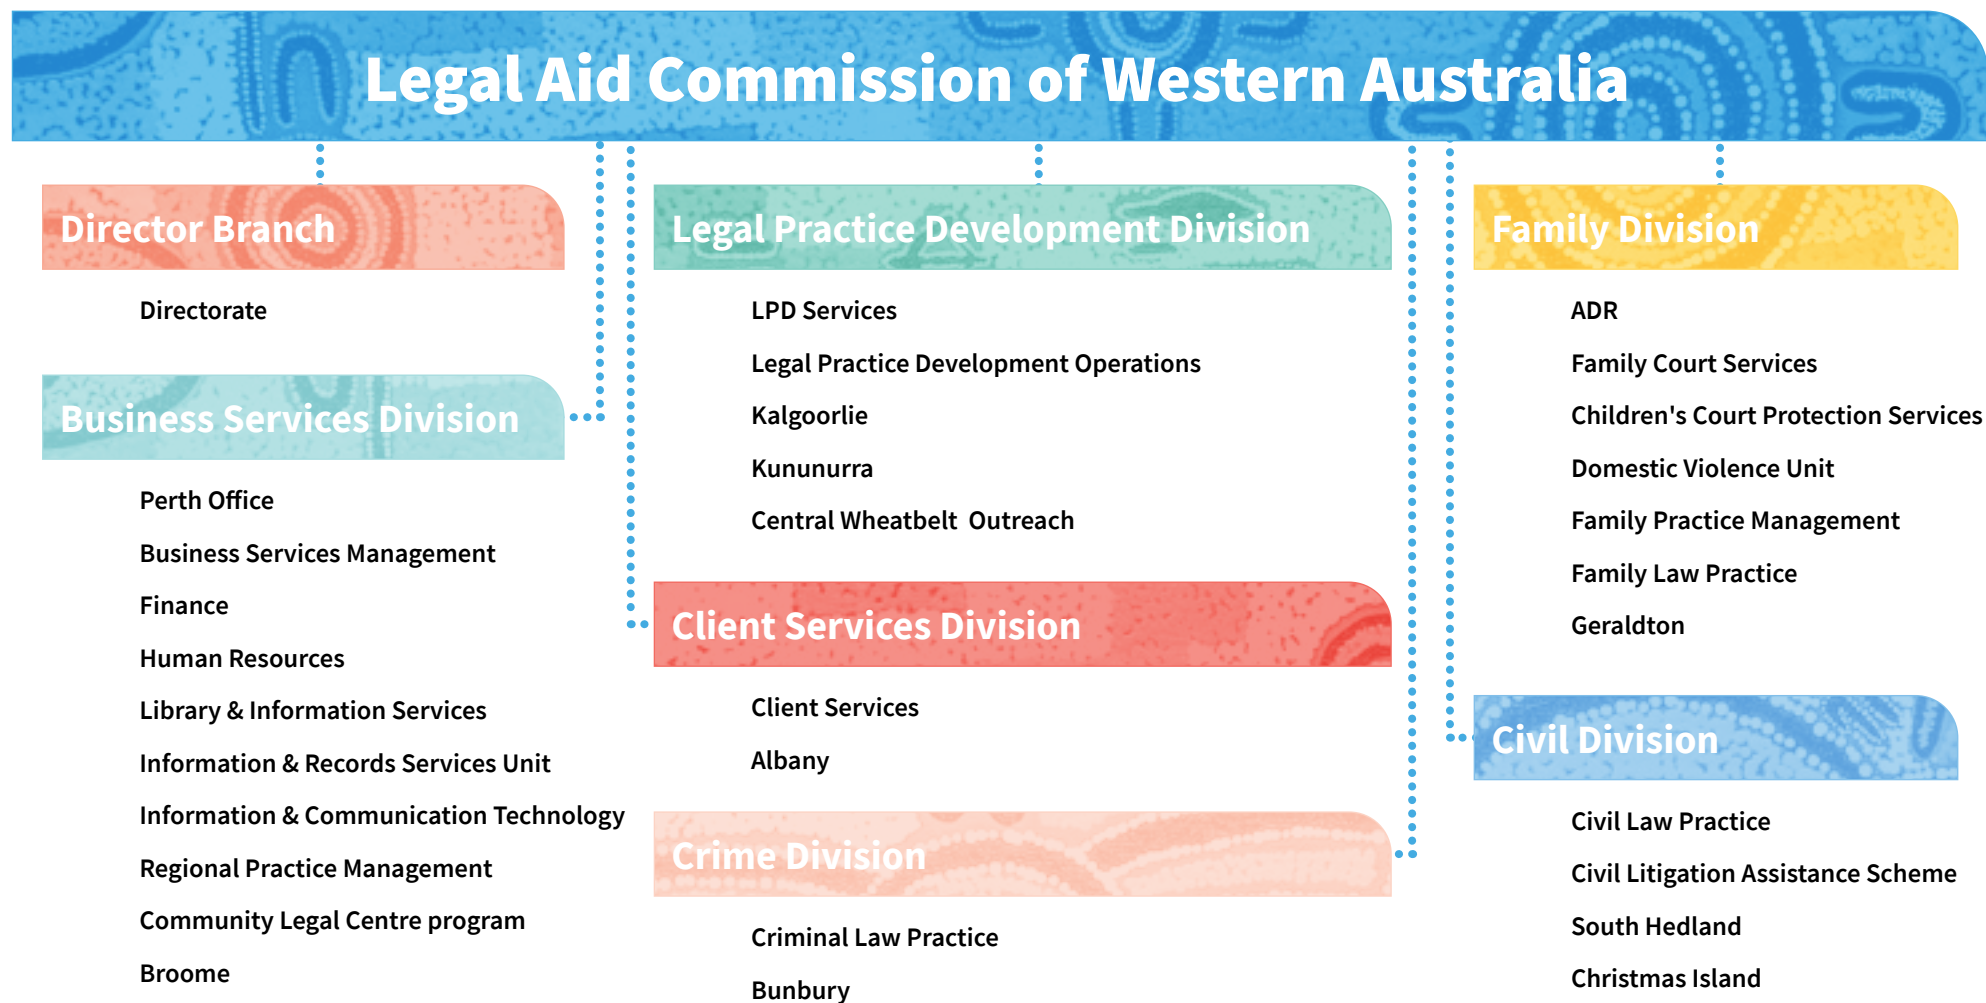 Legal Aid Commission of Western Australia
Director Branch
Directorate
Business Services Division
Perth Office
Business Services Management
Finance
Human Resources
Library & Information Services
Information & Records Services Unit
Information & Communication Technology
Regional Practice Management
Community Legal Centre program
Broome
Legal Practice Development Division
LPD Services
Legal Practice Development Operations
Kalgoorlie
Kununurra
Central Wheatbelt Outreach
Client Services Division
Client Services
Albany
Crime Division
Criminal Law Practice
Bunbury
Family Division
ADR
Family Court Services
Children's Court Protection Services
Domestic Violence Unit
Family Practice Management
Family Law Practice
Geraldton
Civil Division
Civil Law Practice
Civil Litigation Assistance Scheme
South Hedland
Christmas Island